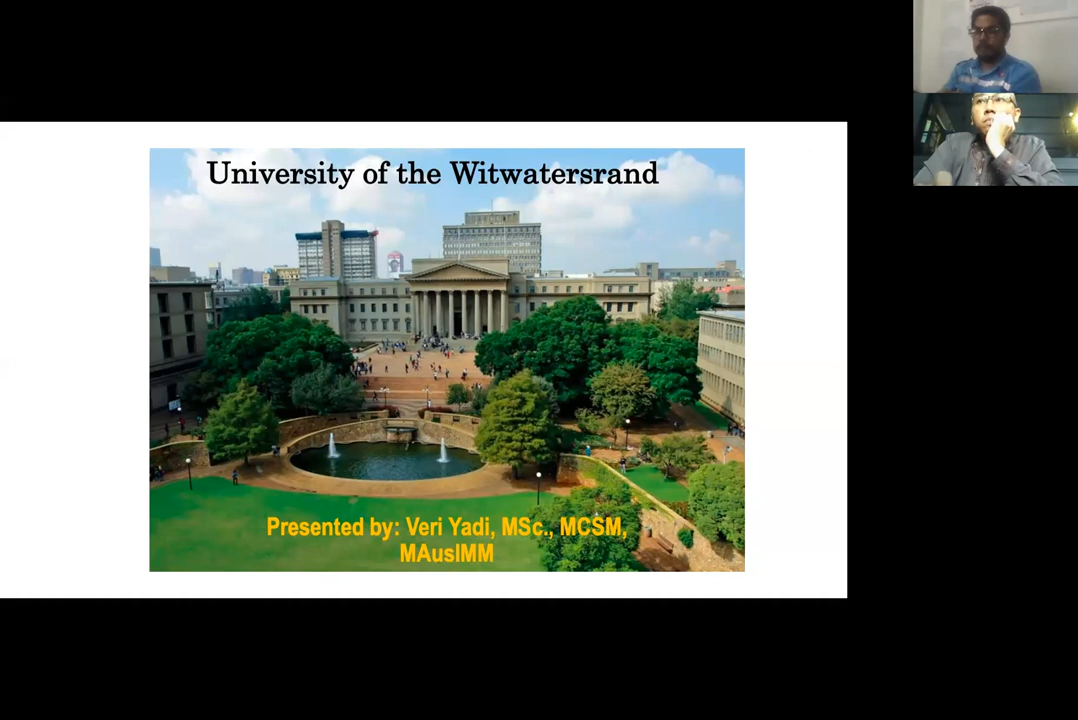 University of the Witwatersrand
Presented by: Veri Yadi, MSc., MCSM,
MAusIMM